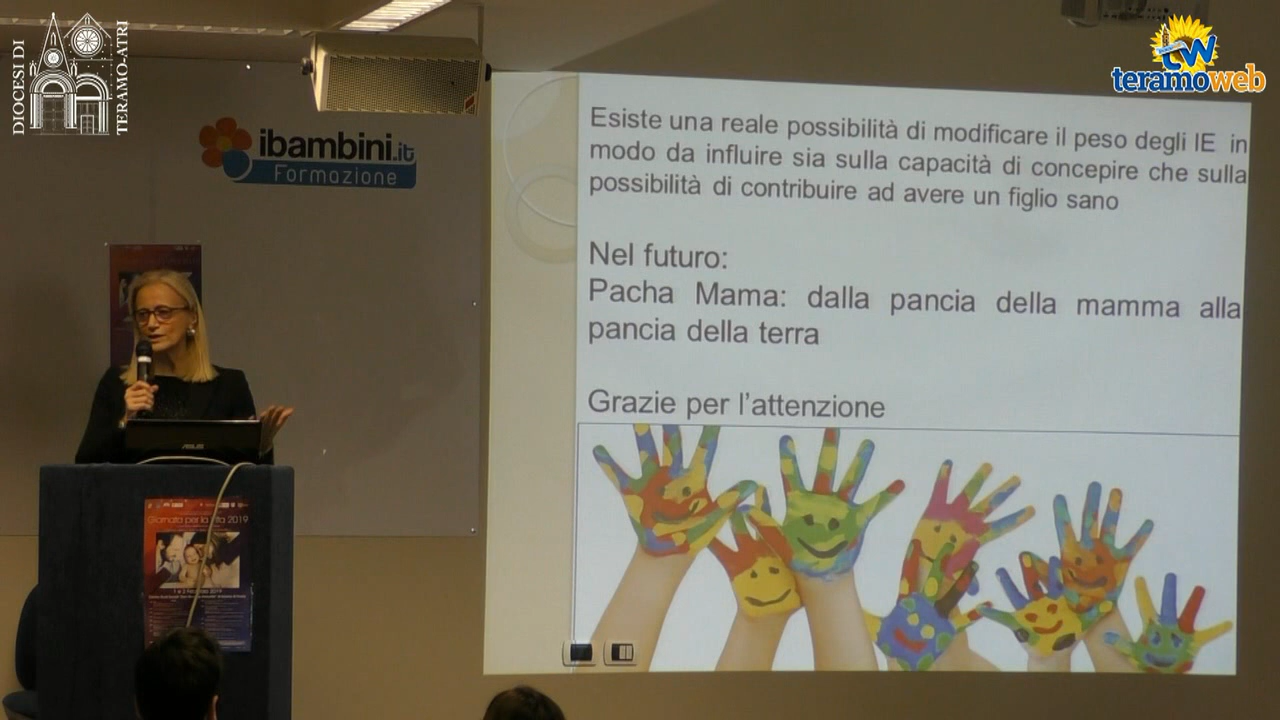 DIOCESI DI
TERAMO-ATRI
tW
teramoweb
ibambini.it
Formazione
Esiste una reale possibilità di modificare il peso degli IE in
modo da influire sia sulla capacità di concepire che sulla
possibilità di contribuire ad avere un figlio sano
Nel futuro:
Pacha Mama: dalla pancia della mamma alla
pancia della terra
Grazie per l'attenzione
ASUS
Giornata per la Vita 2019